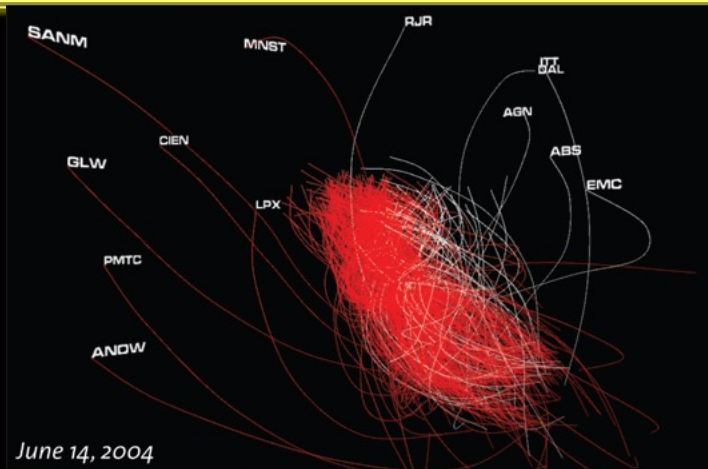 SANM
MNST
RJR
ITT
DAL
AGN
CIEN
ABS
GLW
EMC
LPX
PMTC
ANDW
June 14, 2004